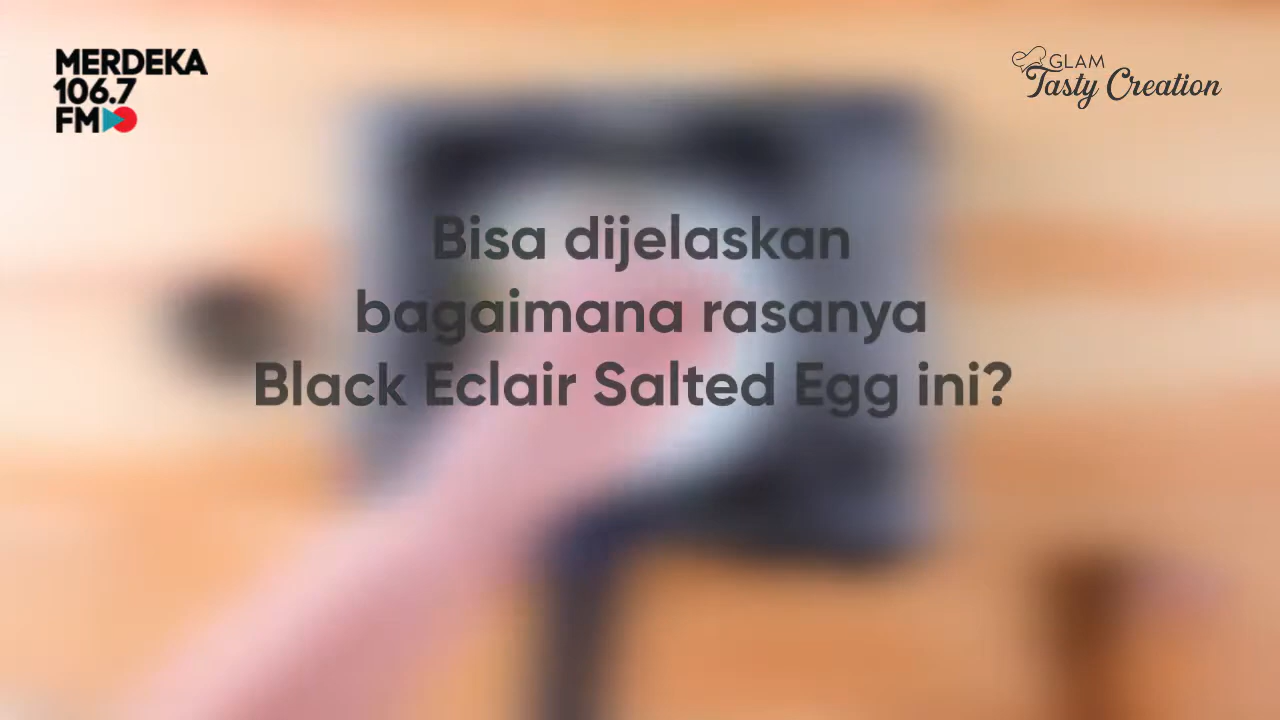 MERDEKA
106.7
FM
GLAM
Tasty Creation
Bisa dijelaskan
bagaimana rasanya
Black Eclair Salted Egg ini?